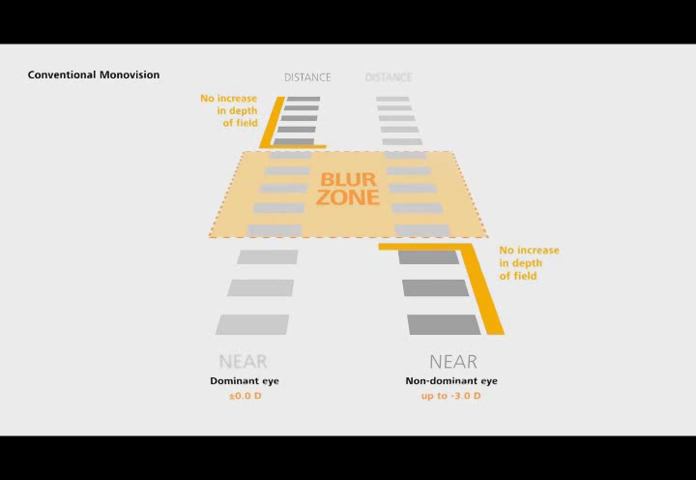 Conventional Monovision
DISTANCE
DISTANCE
No increase
in depth
of field
BLUR
ZONE
No increase
in depth
of field
NEAR
NEAR
Dominant eye
Non-dominant eye
±0.0 D
up to -3.0 D